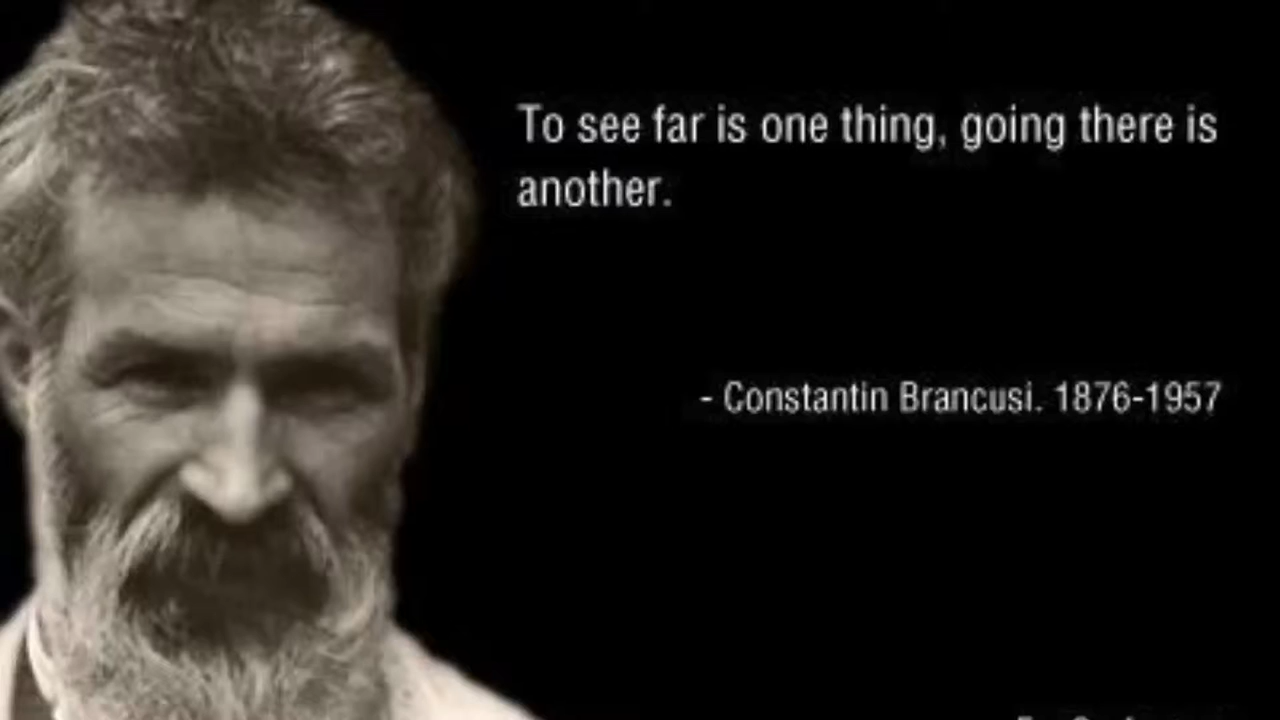 To see far is one thing, going there is
another.
- Constantin Brancusi. 1876-1957